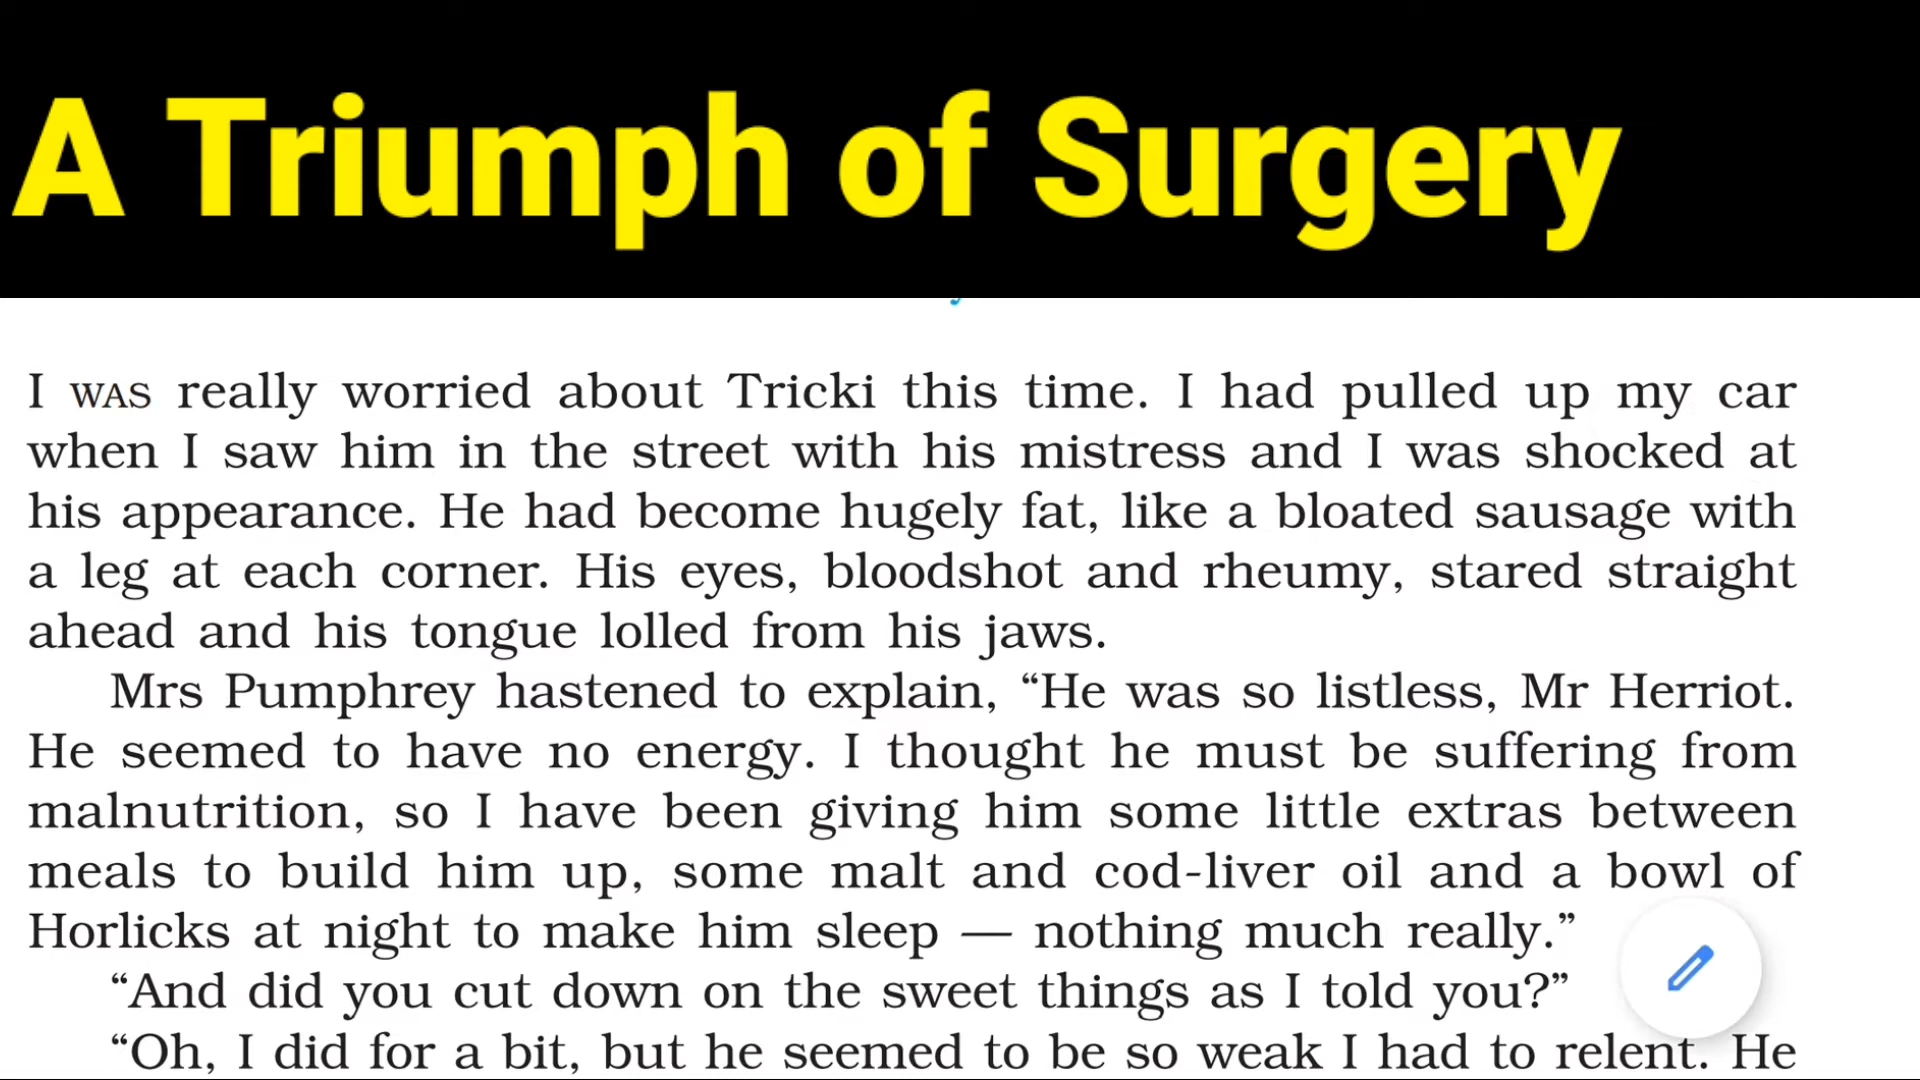 A Triumph of Surgery
I WAS really worried about Tricki this time. I had pulled up my car
when I saw him in the street with his mistress and I was shocked at
his appearance. He had become hugely fat, like a bloated sausage with
a leg at each corner. His eyes, bloodshot and rheumy, stared straight
ahead and his tongue lolled from his jaws.
Mrs Pumphrey hastened to explain, “He was so listless, Mr Herriot.
He seemed to have no energy. I thought he must be suffering from
malnutrition, so I have been giving him some little extras between
meals to build him up, some malt and cod-liver oil and a bowl of
Horlicks at night to make him sleep — nothing much really.”
“And did you cut down on the sweet things as I told you?”
“Oh, I did for a bit, but he seemed to be so weak I had to relent. He